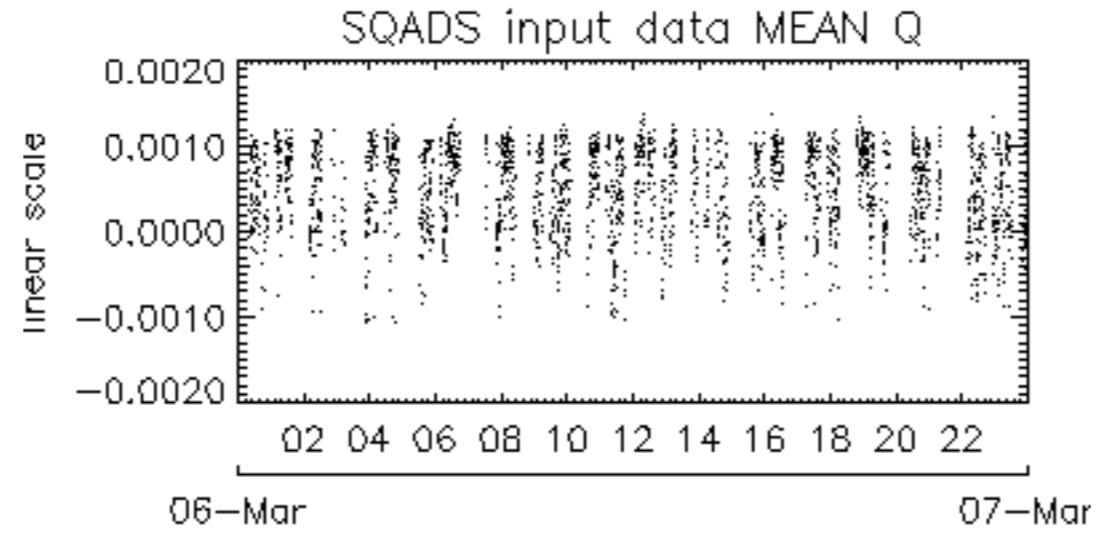 SQADS input data MEAN Q
linear scale
0.0020
0.0010
0.0000
−0.0010
−0.0020
02 04 06 08 10 12 14 16 18 20 22
06−Mar 07−Mar